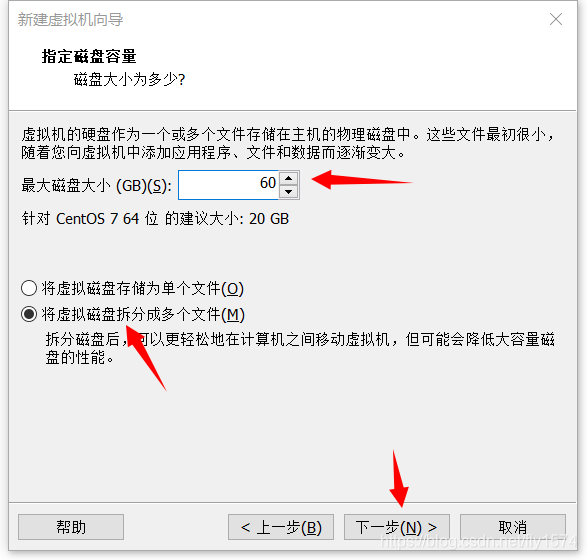 新建虚拟机向导
指定磁盘容量
磁盘大小为多少?
虚拟机的硬盘作为一个或多个文件存储在主机的物理磁盘中。这些文件最初很小,
随着您向虚拟机中添加应用程序、文件和数据而逐渐变大。
最大磁盘大小 (GB)(S): 60
针对 CentOS 7 64 位 的建议大小: 20 GB
将虚拟磁盘存储为单个文件(O)
将虚拟磁盘拆分成多个文件(M)
拆分磁盘后,可以更轻松地在计算机之间移动虚拟机,但可能会降低大容量磁
盘的性能。
帮助 < 上一步(B) 下一步(N) > 取消